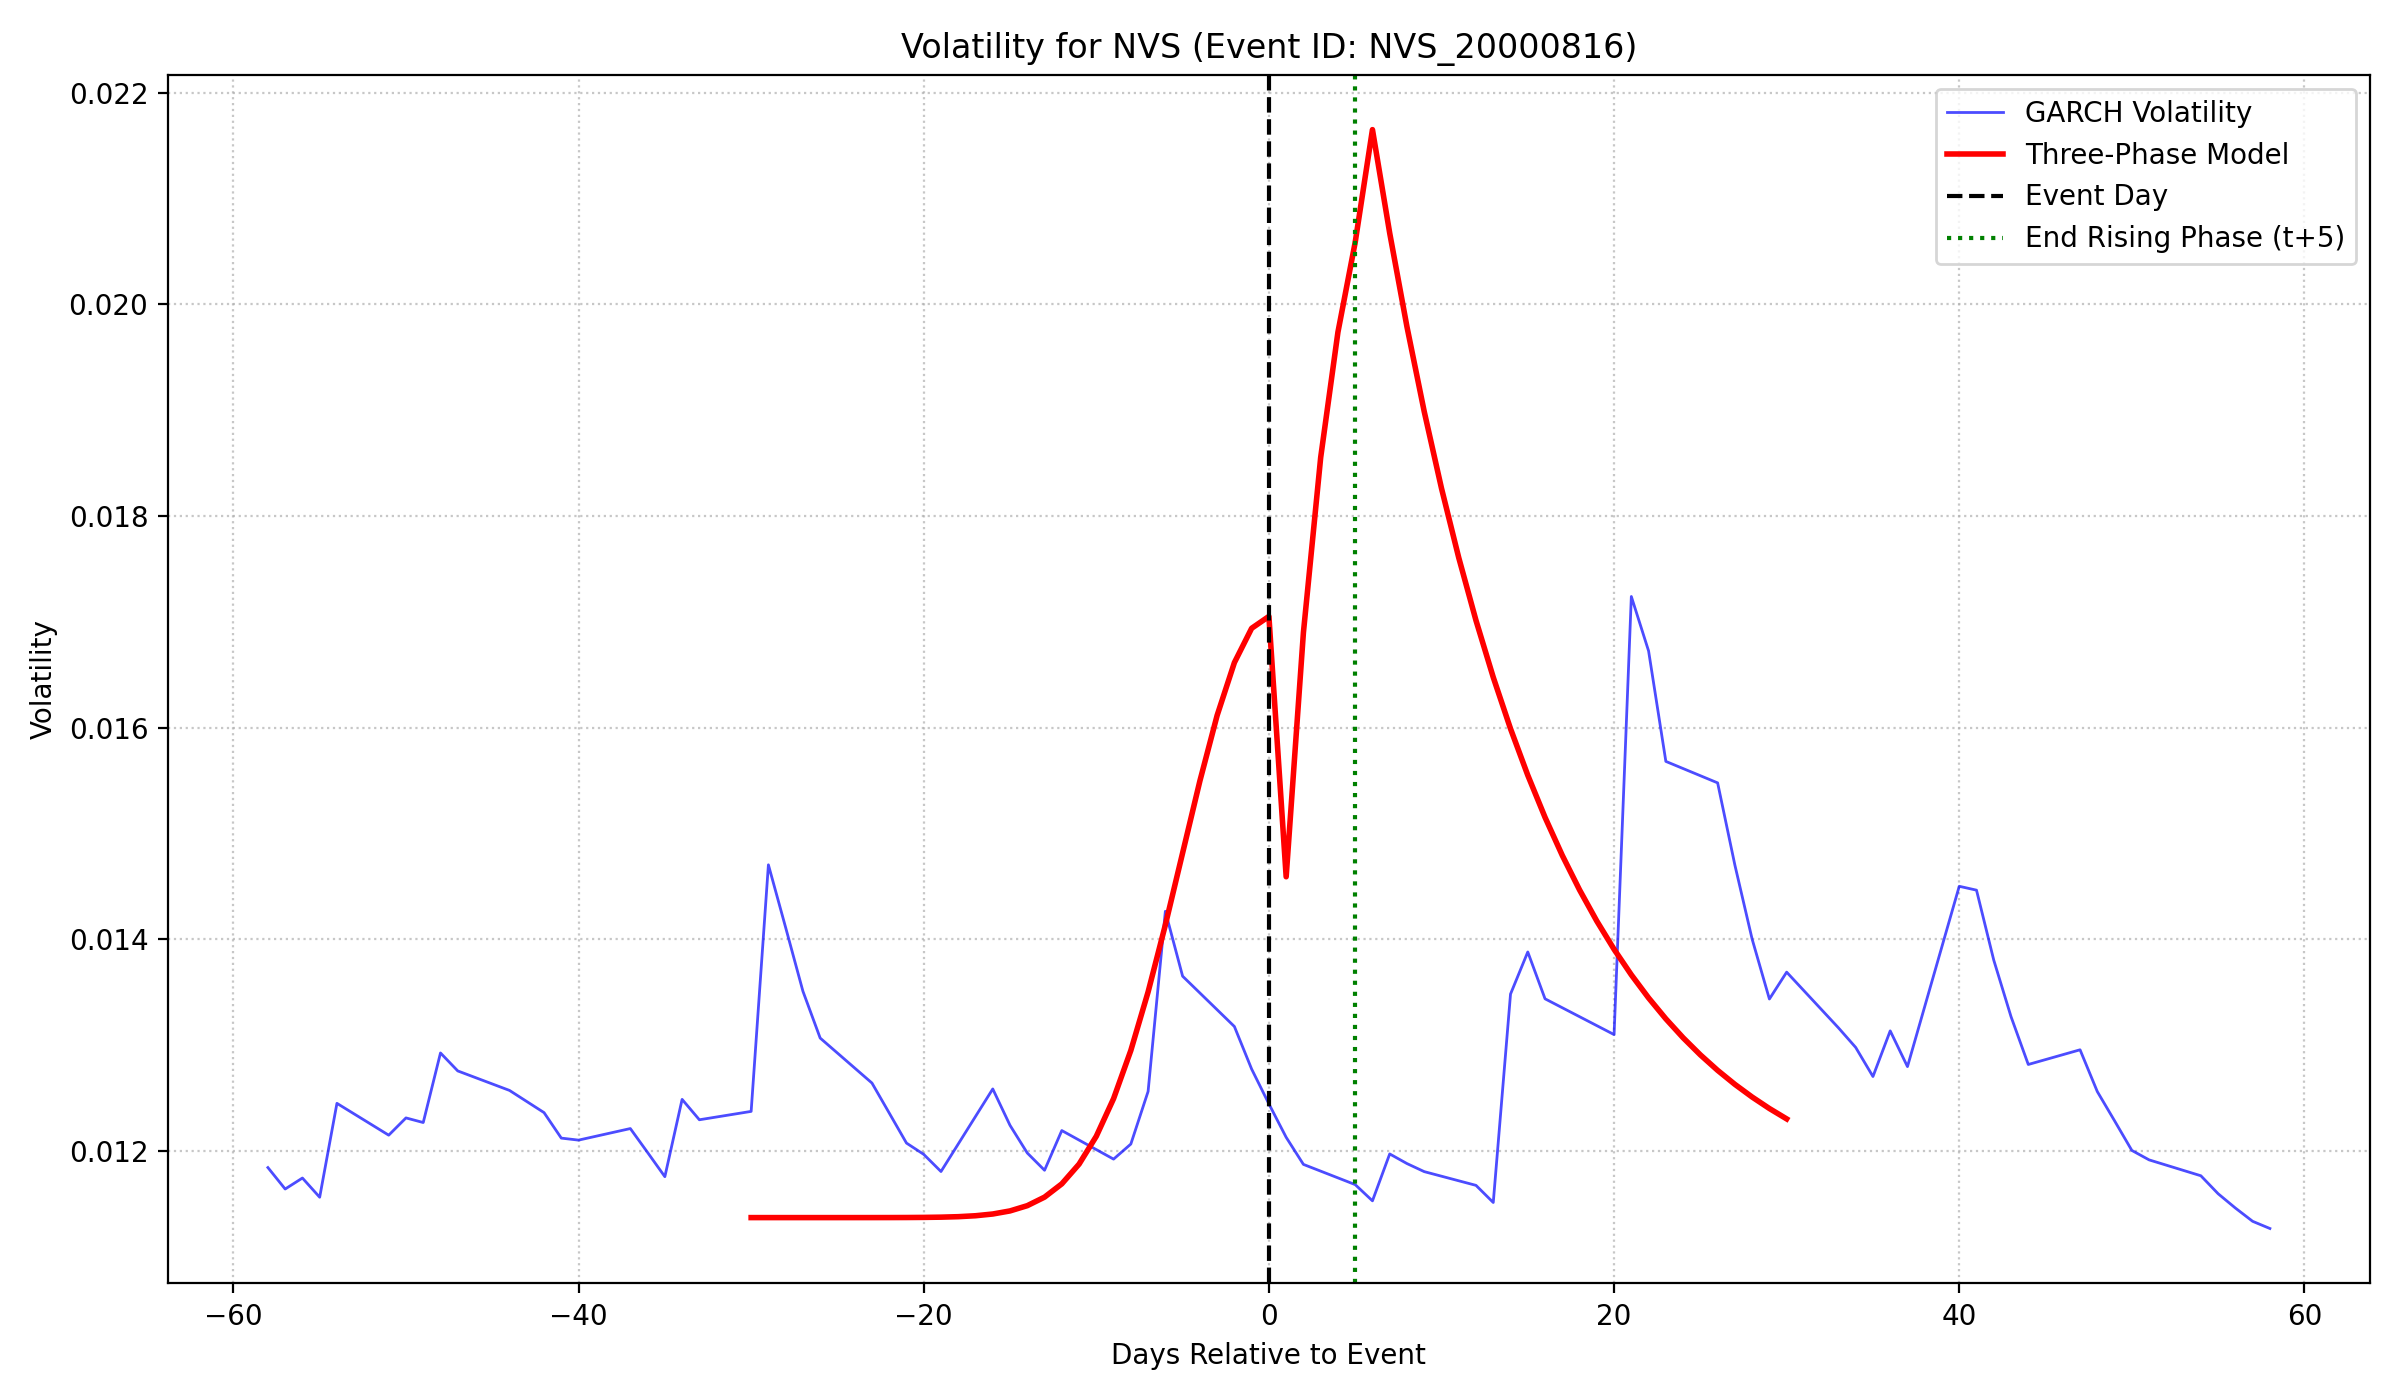 Volatility for NVS (Event ID: NVS_20000816)
GARCH Volatility
Three-Phase Model
Event Day
End Rising Phase (t+5)
0.022
0.020
0.018
0.016
0.014
0.012
Volatility
−60
−40
−20
0
20
40
60
Days Relative to Event